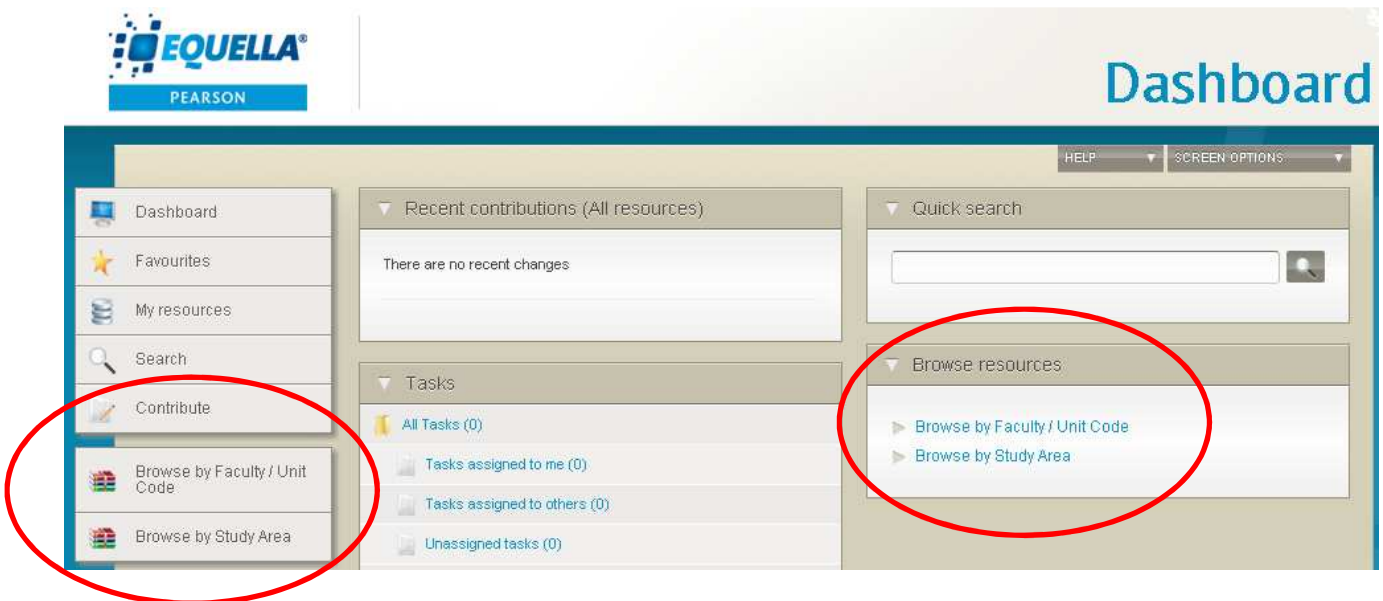 EQUELLA®
PEARSON
Dashboard
HELP
SCREEN OPTIONS
Dashboard
Favourites
My resources
Search
Contribute
Browse by Faculty / Unit
Code
Browse by Study Area
Recent contributions (All resources)
There are no recent changes
Tasks
All Tasks (0)
Tasks assigned to me (0)
Tasks assigned to others (0)
Unassigned tasks (0)
Quick search
Browse resources
Browse by Faculty / Unit Code
Browse by Study Area